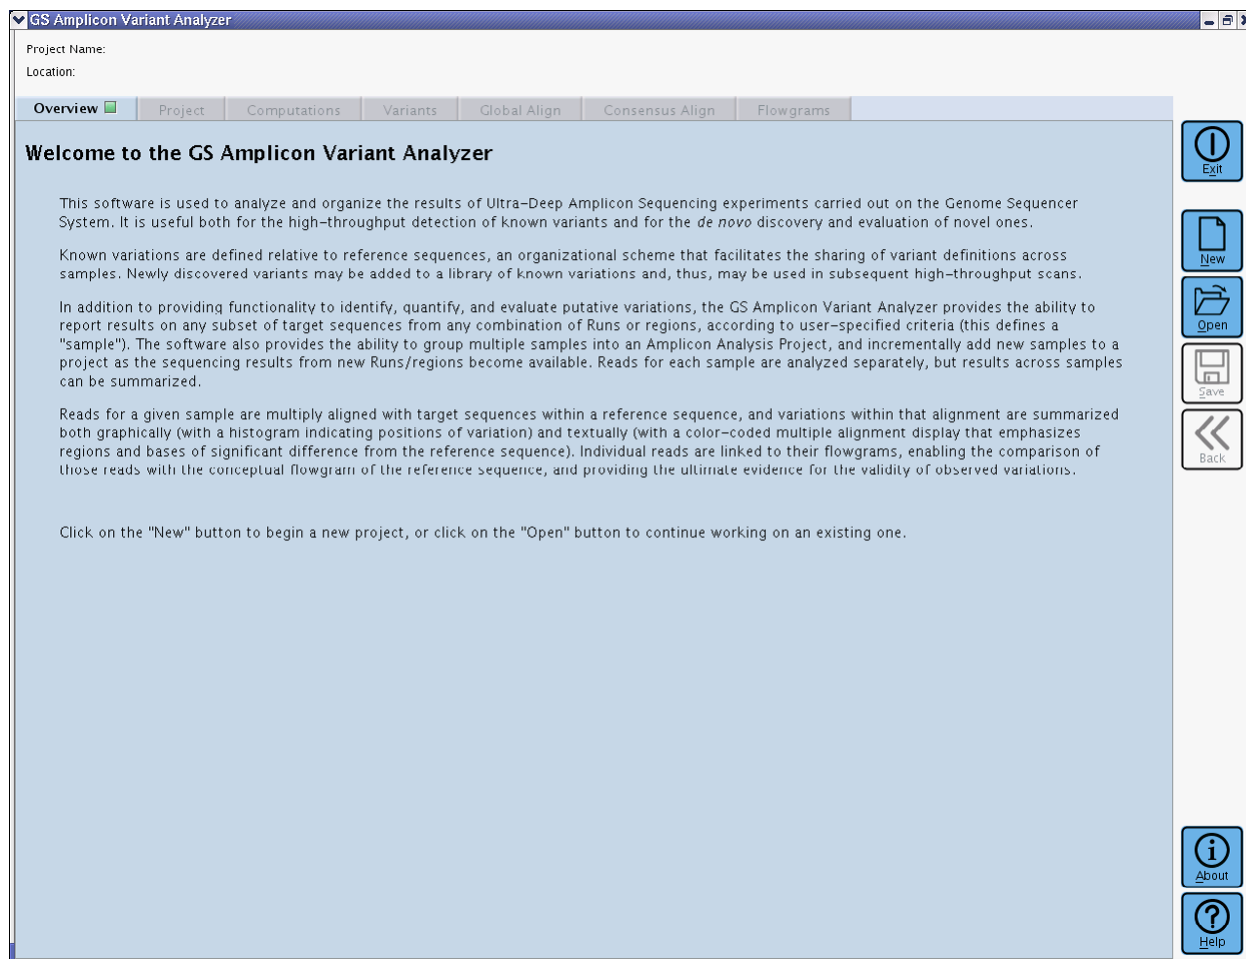 GS Amplicon Variant Analyzer
Project Name:
Location:
Overview Project Computations Variants Global Align Consensus Align Flowgrams
Welcome to the GS Amplicon Variant Analyzer
This software is used to analyze and organize the results of Ultra-Deep Amplicon Sequencing experiments carried out on the Genome Sequencer
System. It is useful both for the high-throughput detection of known variants and for the de novo discovery and evaluation of novel ones.
Known variations are defined relative to reference sequences, an organizational scheme that facilitates the sharing of variant definitions across
samples. Newly discovered variants may be added to a library of known variations and, thus, may be used in subsequent high-throughput scans.
In addition to providing functionality to identify, quantify, and evaluate putative variations, the GS Amplicon Variant Analyzer provides the ability to
report results on any subset of target sequences from any combination of Runs or regions, according to user-specified criteria (this defines a
"sample"). The software also provides the ability to group multiple samples into an Amplicon Analysis Project, and incrementally add new samples to a
project as the sequencing results from new Runs/regions become available. Reads for each sample are analyzed separately, but results across samples
can be summarized.
Reads for a given sample are multiply aligned with target sequences within a reference sequence, and variations within that alignment are summarized
both graphically (with a histogram indicating positions of variation) and textually (with a color-coded multiple alignment display that emphasizes
regions and bases of significant difference from the reference sequence). Individual reads are linked to their flowgrams, enabling the comparison of
those reads with the conceptual flowgram of the reference sequence, and providing the ultimate evidence for the validity of observed variations.
Click on the "New" button to begin a new project, or click on the "Open" button to continue working on an existing one.
Exit
New
Open
Save
Back
About
Help